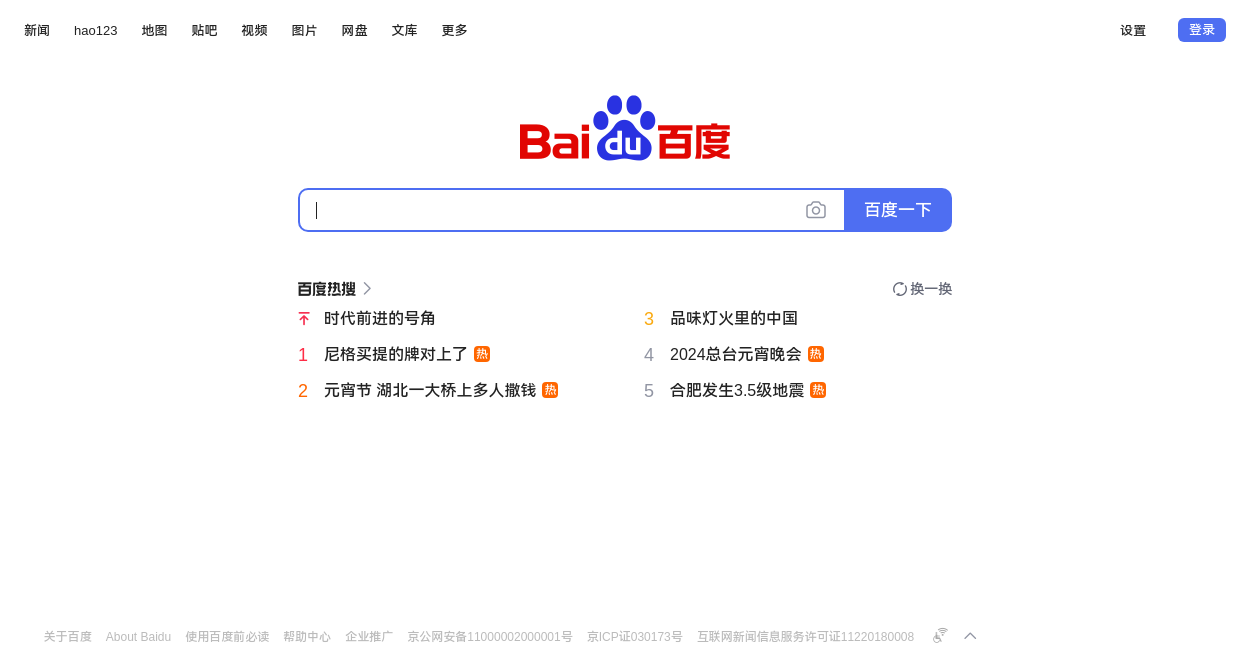 新闻 hao123 地图 贴吧 视频 图片 网盘 文库 更多 设置 登录
Bai du 百度
百度一下
百度热搜 换一换
时代前进的号角
3 品味灯火里的中国
1 尼格买提的牌对上了 热
4 2024总台元宵晚会 热
2 元宵节 湖北一大桥上多人撒钱 热
5 合肥发生3.5级地震 热
关于百度 About Baidu 使用百度前必读 帮助中心 企业推广 京公网安备11000002000001号 京ICP证030173号 互联网新闻信息服务许可证11220180008